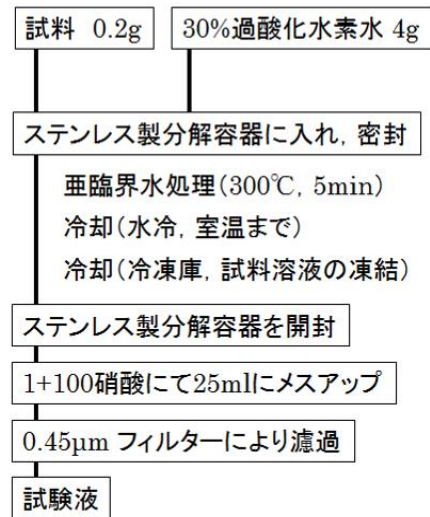 試料 0.2g
30%過酸化水素水 4g
ステンレス製分解容器に入れ, 密封
亜臨界水処理(300℃, 5min)
冷却(水冷, 室温まで)
冷却(冷凍庫, 試料溶液の凍結)
ステンレス製分解容器を開封
1+100硝酸にて25mlにメスアップ
0.45μm フィルターにより濾過
試験液